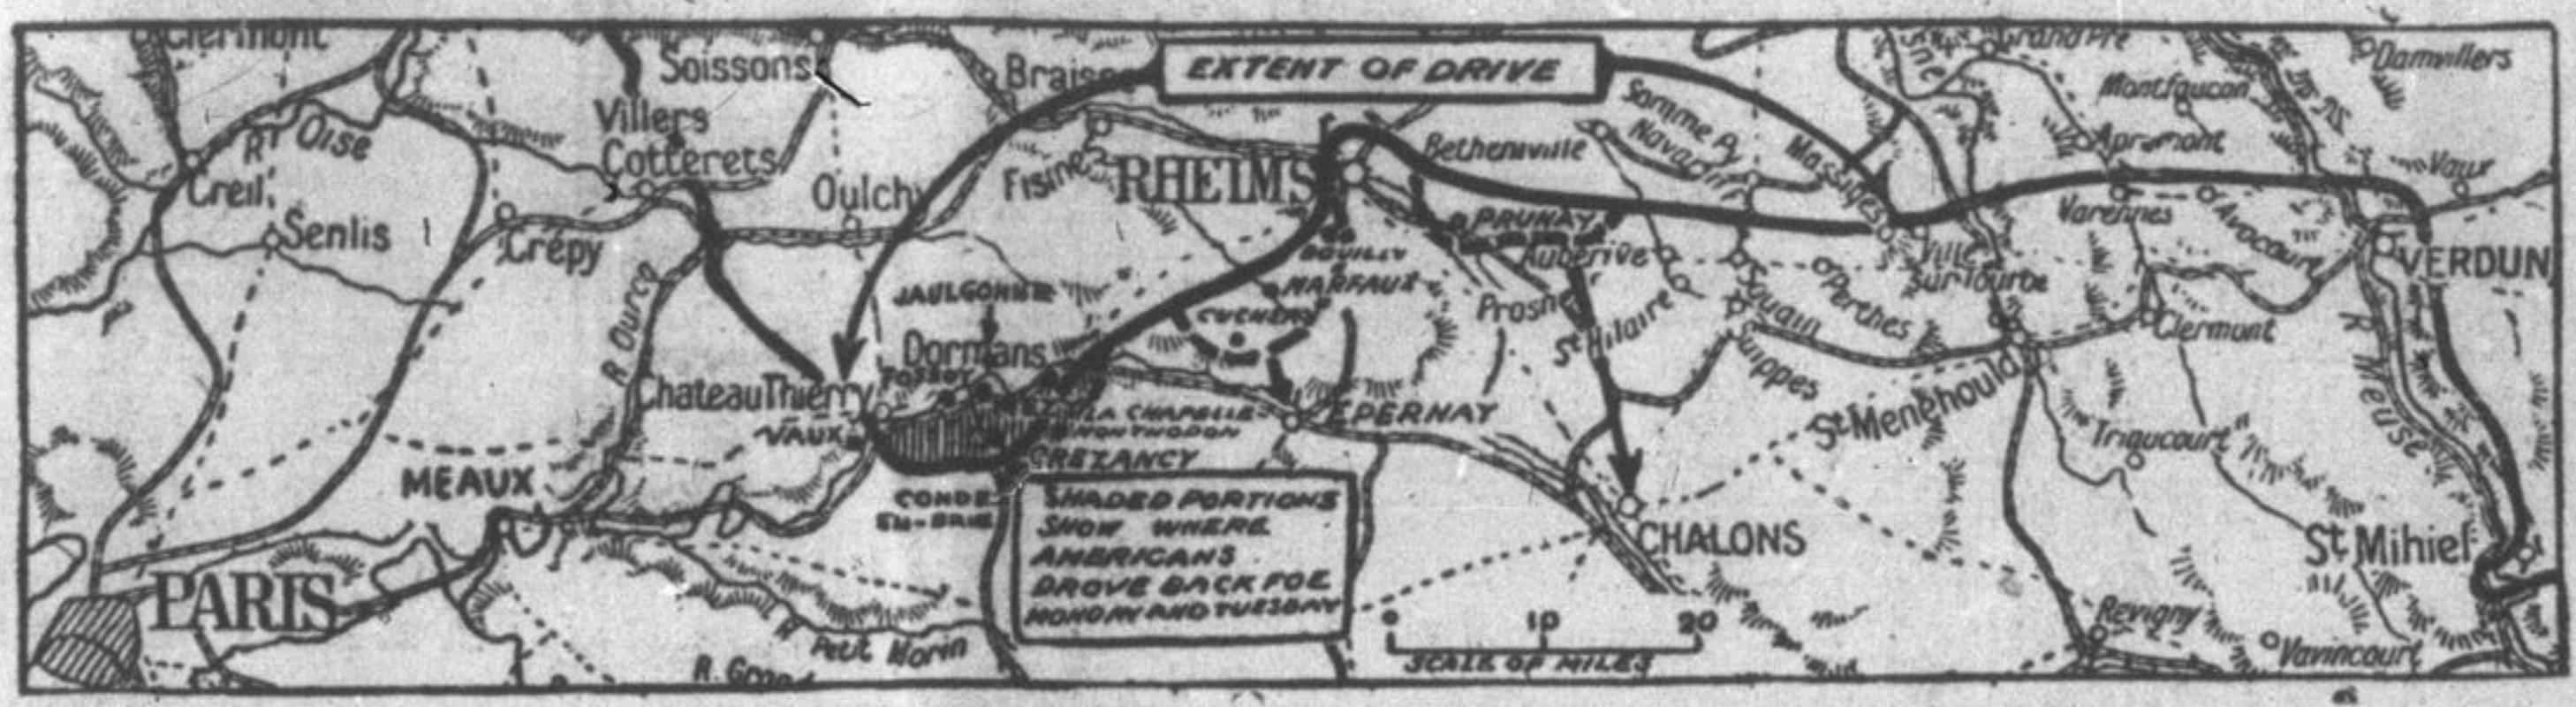 Clermont
Soissons
Braisne
EXTENT OF DRIVE
Grand Pré
Damvillers
Montfaucon
Villers
Cotterets
R Oise
Somme Py
Navarin
Massiges
Betheniville
Apremont
Vaux
Creil
RHEIMS
Oulchy
Varennes
Avocourt
Senlis
Crépy
PRUNAY
Auberive
Ville
Sur Tourbe
VERDUN
BOUILLY
MARFAUX
JAULGONNE
R Ourcq
Prosnes
St Hilaire
Souain
Perthes
CUCHERY
Clermont
Dormans
FOSSOY
R Meuse
Suippes
Chateau Thierry
LA CHAPELLE
MONTHODON
EPERNAY
St Menehould
VAUX
Triaucourt
CREZANCY
MEAUX
CONDE
EN-BRIE
SHADED PORTIONS
SHOW WHERE
AMERICANS
DROVE BACK FOE
MONDAY AND TUESDAY
CHALONS
St Mihiel
PARIS
Revigny
0 10 20
SCALE OF MILES
R Petit Morin
Vavincourt
R. Grand